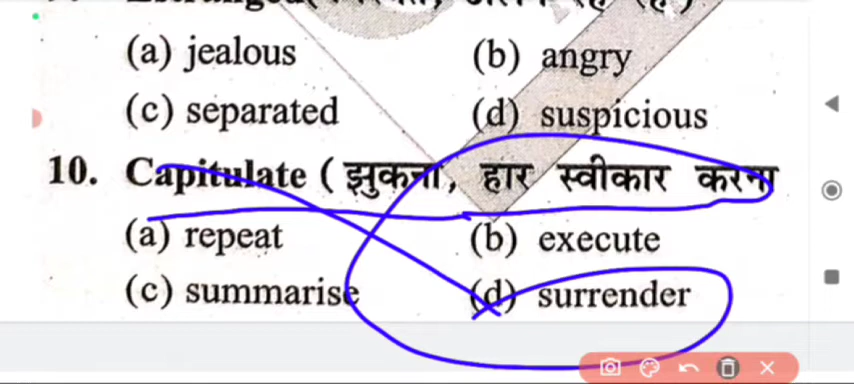 (a) jealous (b) angry
(c) separated (d) suspicious
10. Capitulate ( झुकना, हार स्वीकार करना
(a) repeat (b) execute
(c) summarise (d) surrender